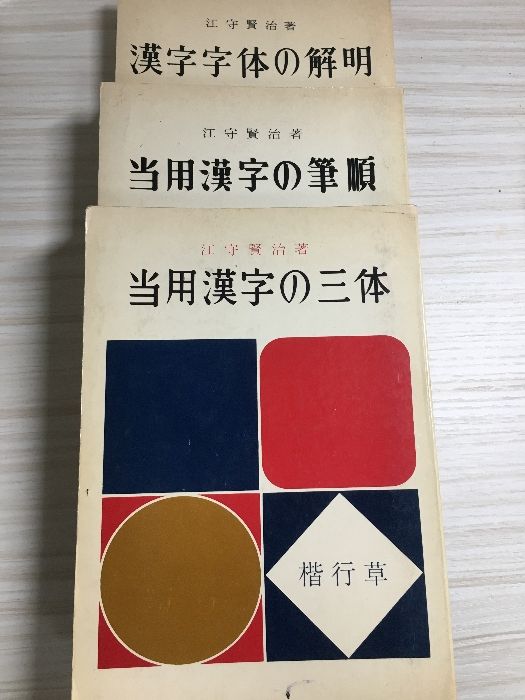 江守賢治著
漢字字体の解明
江守賢治著
当用漢字の筆順
江守賢治著
当用漢字の三体
楷行草